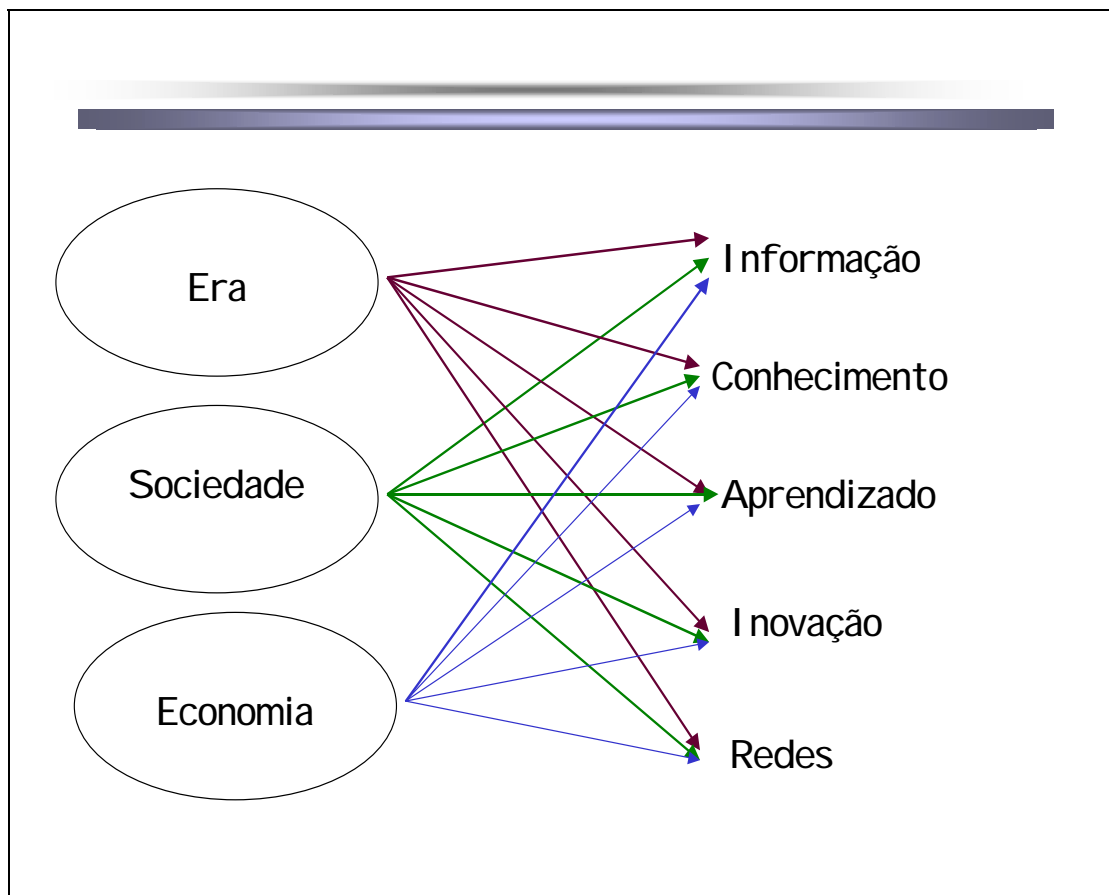 Era
Sociedade
Economia
Informação
Conhecimento
Aprendizado
Inovação
Redes